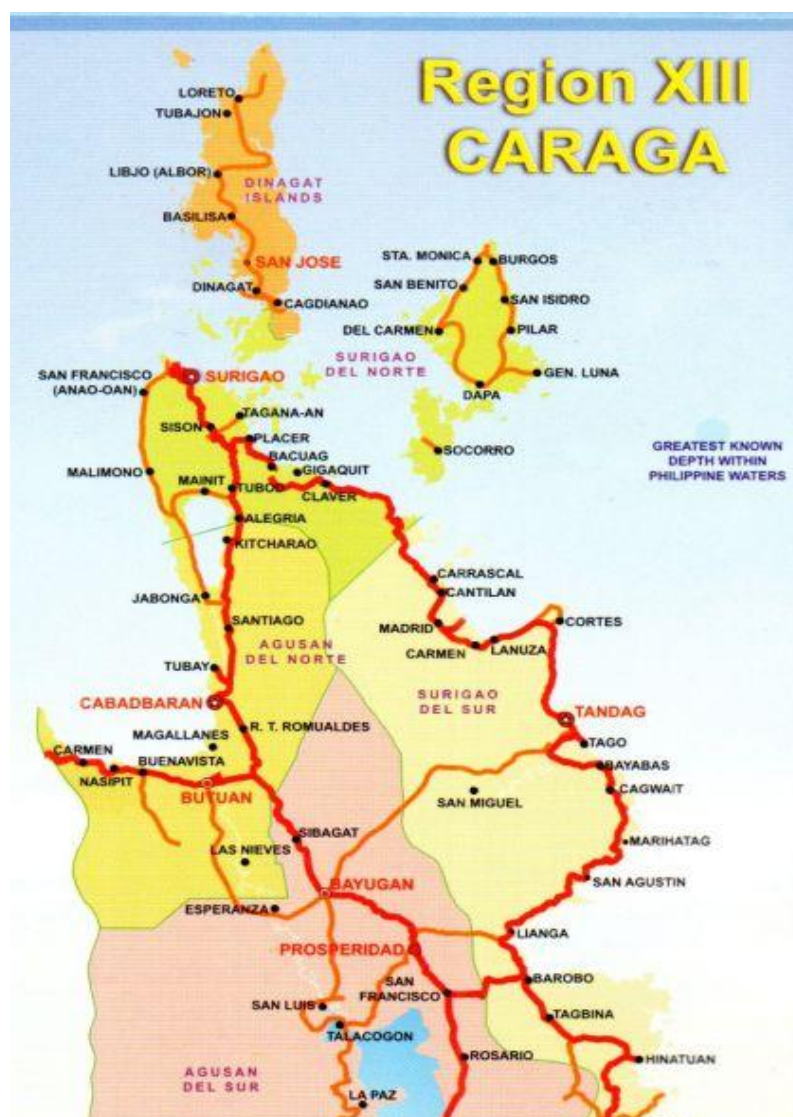 Region XIII
CARAGA
LORETO
TUBAJON
LIBJO (ALBOR)
DINAGAT
ISLANDS
BASILISA
SAN JOSE
DINAGAT
CAGDIANAO
STA. MONICA
BURGOS
SAN BENITO
SAN ISIDRO
DEL CARMEN
PILAR
SURIGAO
DEL NORTE
GEN. LUNA
DAPA
SAN FRANCISCO
(ANAO-OAN)
SURIGAO
TAGANA-AN
SISON
PLACER
SOCORRO
BACUAG
GIGAQUIT
GREATEST KNOWN
DEPTH WITHIN
PHILIPPINE WATERS
MALIMONO
MAINIT
TUBOD
CLAVER
ALEGRIA
KITCHARAO
CARRASCAL
CANTILAN
JABONGA
SANTIAGO
MADRID
CORTES
AGUSAN
DEL NORTE
CARMEN
LANUZA
TUBAY
SURIGAO
DEL SUR
CABADBARAN
TANDAG
R. T. ROMUALDES
MAGALLANES
TAGO
CARMEN
BUENAVISTA
BAYABAS
NASIPIT
BUTUAN
CAGWAIT
SAN MIGUEL
SIBAGAT
MARIHATAG
LAS NIEVES
BAYUGAN
SAN AGUSTIN
ESPERANZA
LIANGA
PROSPERIDAD
SAN
FRANCISCO
BAROBO
SAN LUIS
TAGBINA
TALACOGON
ROSARIO
HINATUAN
AGUSAN
DEL SUR
LA PAZ